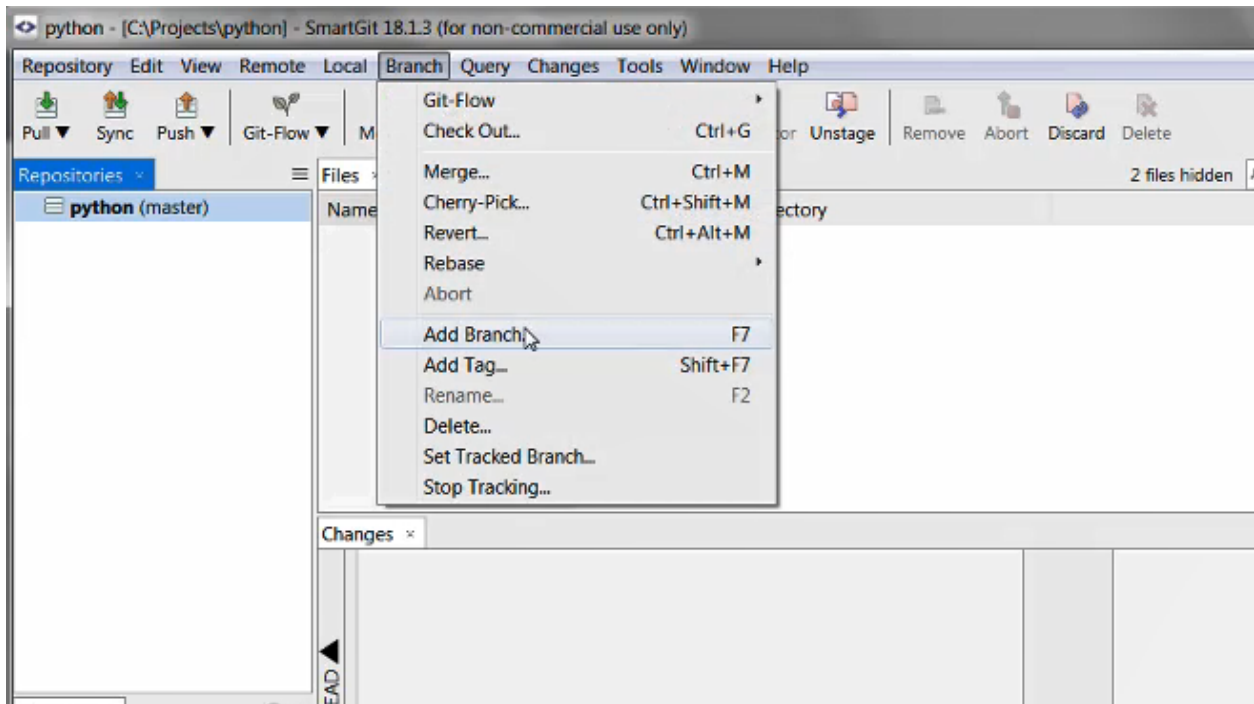 python - [C:\Projects\python] - SmartGit 18.1.3 (for non-commercial use only)
Repository Edit View Remote Local Branch Query Changes Tools Window Help
Pull ▼ Sync Push ▼ Git-Flow ▼ M or Unstage Remove Abort Discard Delete
Git-Flow
Check Out... Ctrl+G
Merge... Ctrl+M
Cherry-Pick... Ctrl+Shift+M
Revert... Ctrl+Alt+M
Rebase
Abort
Add Branch... F7
Add Tag... Shift+F7
Rename... F2
Delete...
Set Tracked Branch...
Stop Tracking...
Repositories × Files 2 files hidden
python (master) Name ectory
Changes ×
EAD